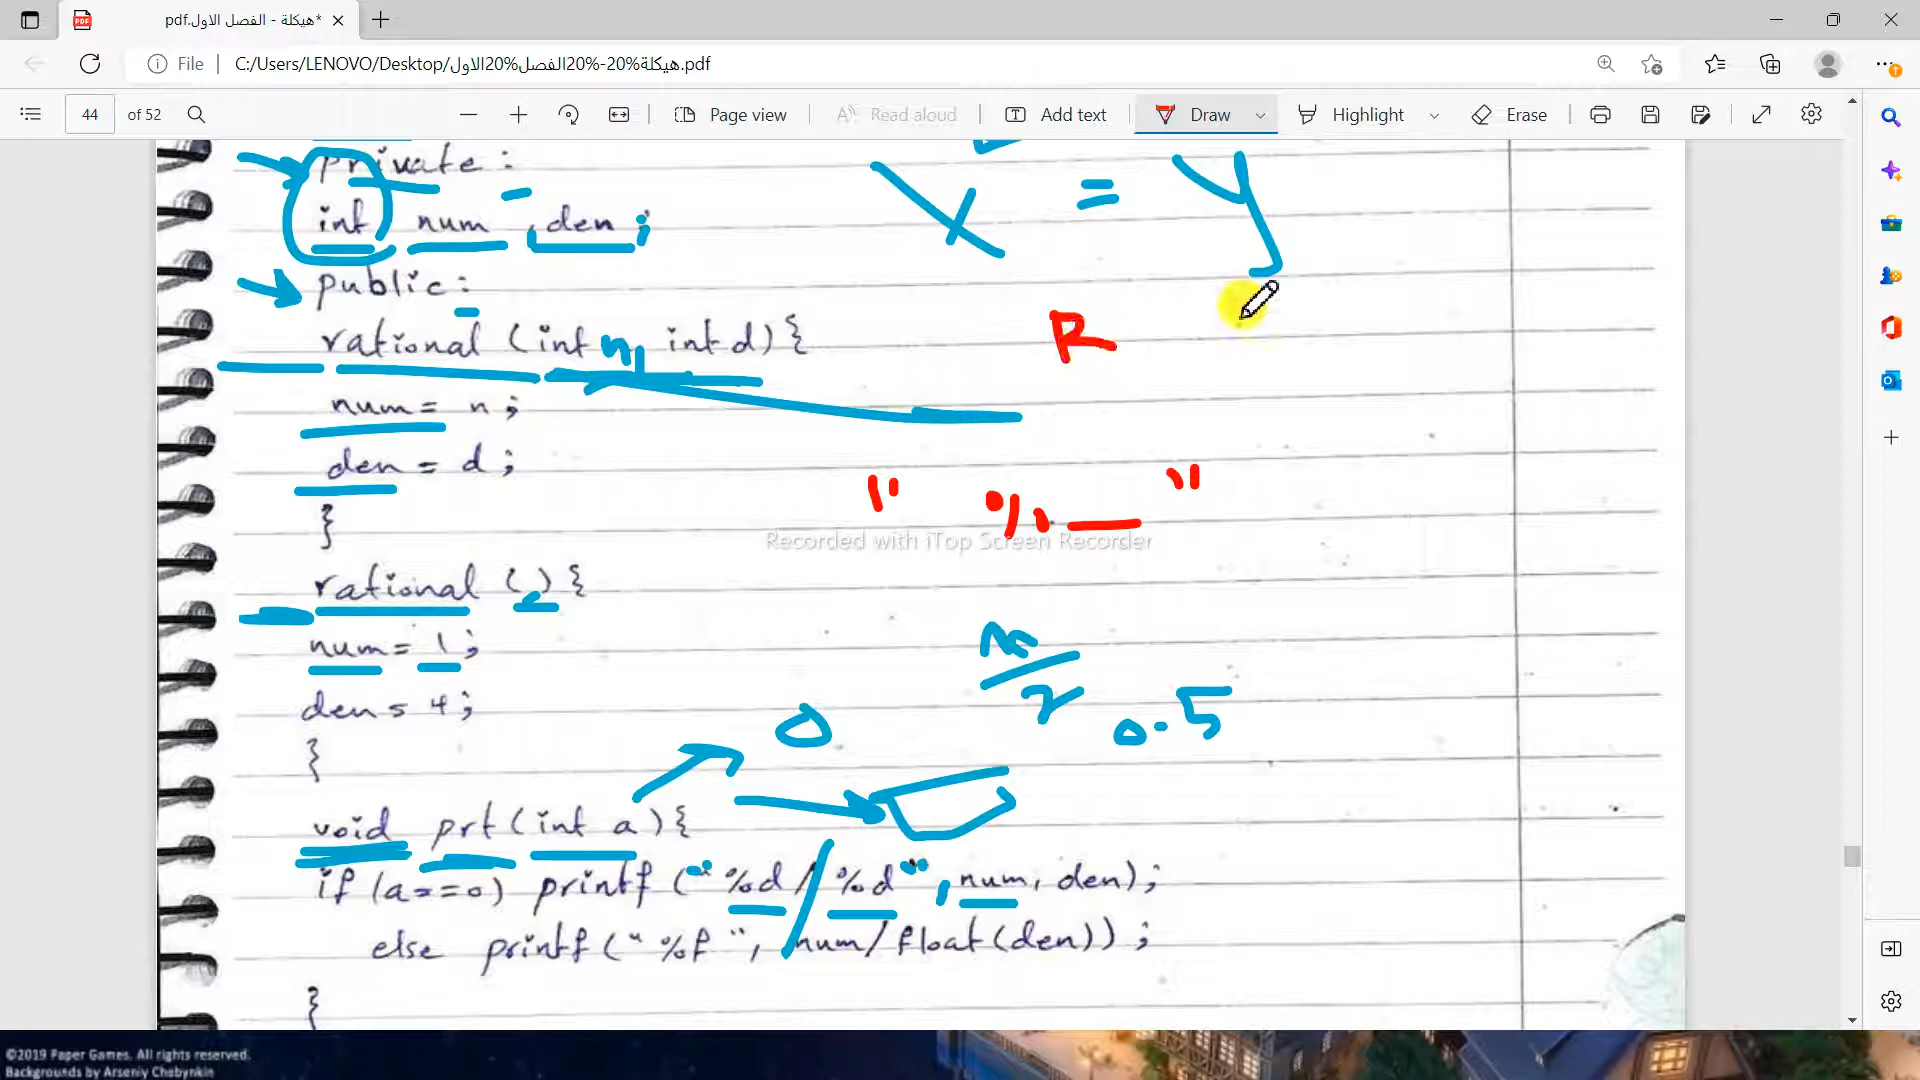 هيكلة - الفصل الاول.pdf*
File
C:/Users/LENOVO/Desktop/هيكلة%20-%20الفصل%20الاول.pdf
44 of 52
Page view
Read aloud
Add text
Draw
Highlight
Erase
private :
int num , den ;
x = y
public :
rational (int n, int d) {
R
num = n ;
den = d ;
" % "
}
Recorded with iTop Screen Recorder
rational ( ) {
num = 1 ;
2
den = 4 ;
0
0.5
}
void prt (int a) {
if (a == 0) printf ("%d / %d", num, den) ;
else printf ("%f", num/float(den)) ;
}
©2019 Paper Games. All rights reserved.
Backgrounds by Arseniy Chebynkin